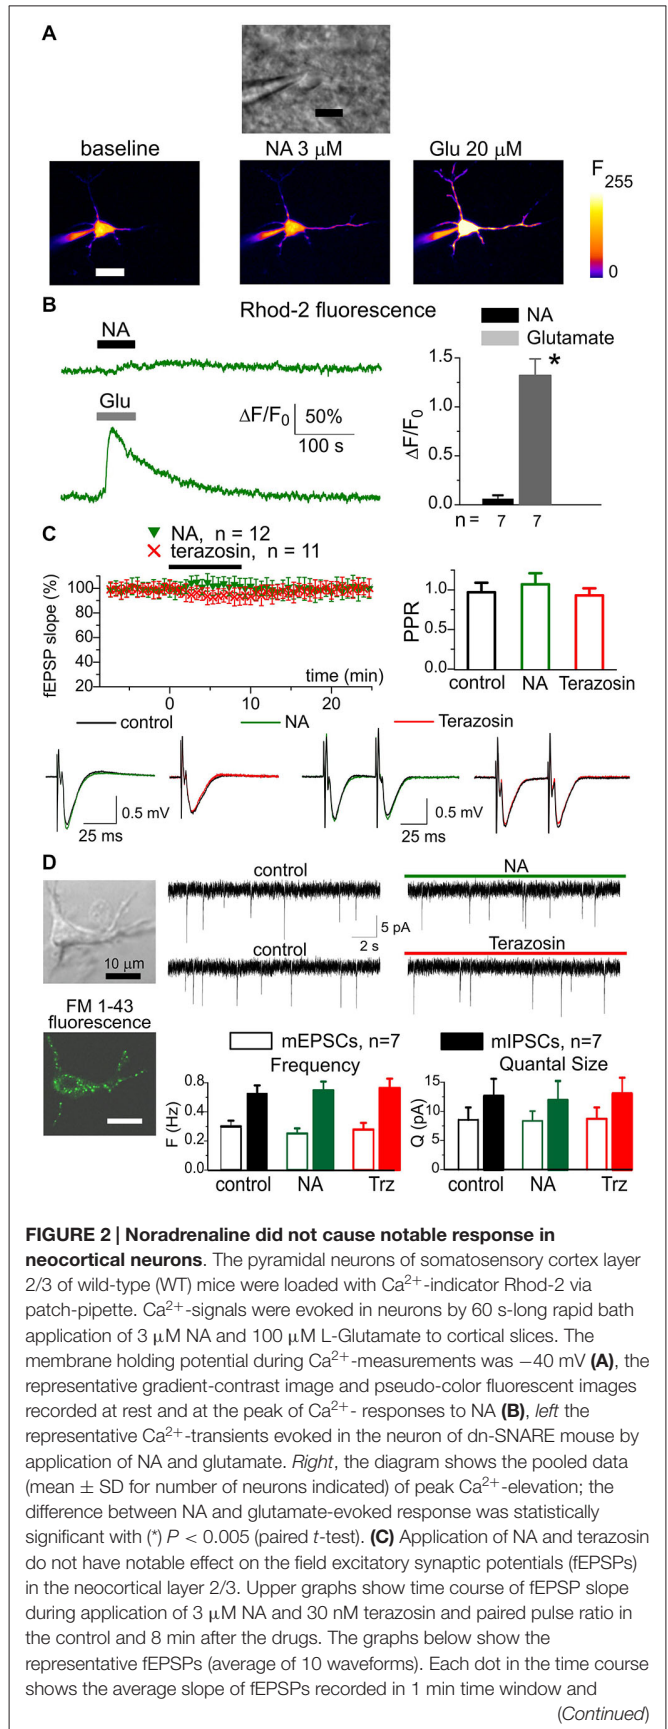 A
baseline
NA 3 μM
Glu 20 μM
F
255
0
B
Rhod-2 fluorescence
NA
Glu
ΔF/F0
50%
100 s
NA
Glutamate
*
ΔF/F0
1.5
1.0
0.5
0.0
n = 7 7
C
NA, n = 12
terazosin, n = 11
fEPSP slope (%)
100
80
60
40
20
time (min)
0 10 20
PPR
1.0
0.5
0.0
control NA Terazosin
control NA Terazosin
0.5 mV
25 ms
0.5 mV
25 ms
D
10 μm
FM 1-43
fluorescence
control
NA
5 pA
2 s
control
Terazosin
mEPSCs, n=7
mIPSCs, n=7
Frequency
F (Hz)
0.8
0.4
0.0
control NA Trz
Quantal Size
Q (pA)
15
10
5
0
control NA Trz
FIGURE 2 | Noradrenaline did not cause notable response in
neocortical neurons. The pyramidal neurons of somatosensory cortex layer
2/3 of wild-type (WT) mice were loaded with Ca2+-indicator Rhod-2 via
patch-pipette. Ca2+-signals were evoked in neurons by 60 s-long rapid bath
application of 3 μM NA and 100 μM L-Glutamate to cortical slices. The
membrane holding potential during Ca2+-measurements was −40 mV (A), the
representative gradient-contrast image and pseudo-color fluorescent images
recorded at rest and at the peak of Ca2+- responses to NA (B), left the
representative Ca2+-transients evoked in the neuron of dn-SNARE mouse by
application of NA and glutamate. Right, the diagram shows the pooled data
(mean ± SD for number of neurons indicated) of peak Ca2+-elevation; the
difference between NA and glutamate-evoked response was statistically
significant with (*) P < 0.005 (paired t-test). (C) Application of NA and terazosin
do not have notable effect on the field excitatory synaptic potentials (fEPSPs)
in the neocortical layer 2/3. Upper graphs show time course of fEPSP slope
during application of 3 μM NA and 30 nM terazosin and paired pulse ratio in
the control and 8 min after the drugs. The graphs below show the
representative fEPSPs (average of 10 waveforms). Each dot in the time course
shows the average slope of fEPSPs recorded in 1 min time window and
(Continued)